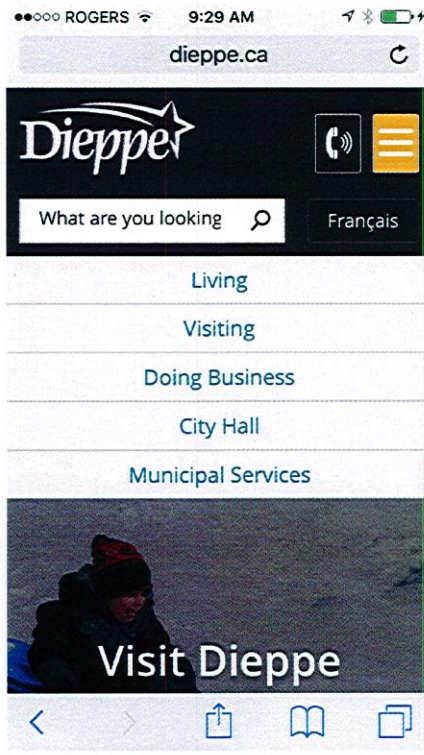 ROGERS 9:29 AM
dieppe.ca
Dieppe
What are you looking
Français
Living
Visiting
Doing Business
City Hall
Municipal Services
Visit Dieppe